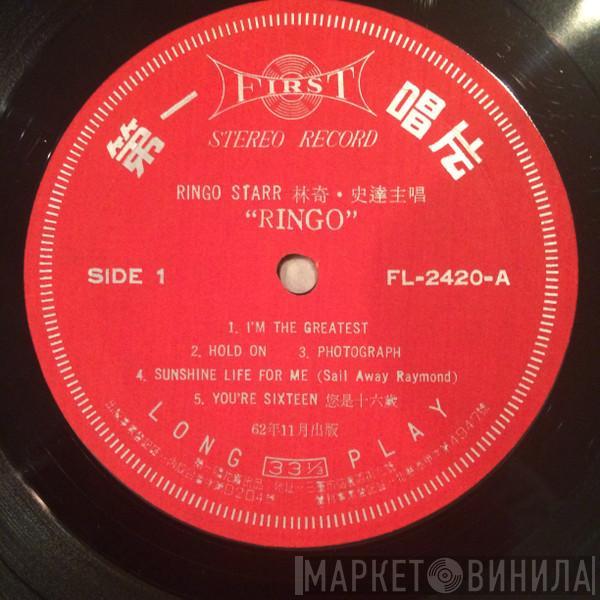 FIRST
第一唱片
STEREO RECORD
RINGO STARR 林奇・史達主唱
"RINGO"
SIDE 1
FL-2420-A
1. I'M THE GREATEST
2. HOLD ON 3. PHOTOGRAPH
4. SUNSHINE LIFE FOR ME (Sail Away Raymond)
5. YOU'RE SIXTEEN 您是十六歲
62年11月出版
LONG 33⅓ PLAY
МАРКЕТ ВИНИЛА